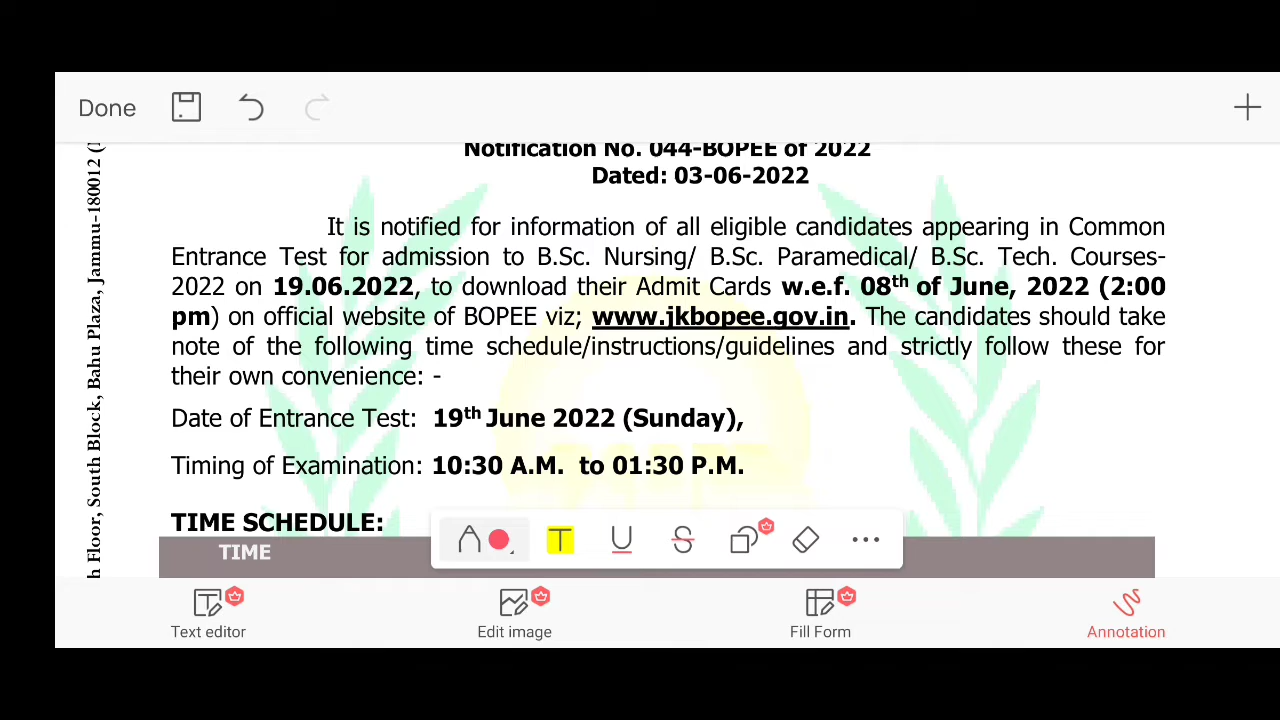 Done
Notification No. 044-BOPEE of 2022
Dated: 03-06-2022
It is notified for information of all eligible candidates appearing in Common
Entrance Test for admission to B.Sc. Nursing/ B.Sc. Paramedical/ B.Sc. Tech. Courses-
2022 on 19.06.2022, to download their Admit Cards w.e.f. 08th of June, 2022 (2:00
pm) on official website of BOPEE viz; www.jkbopee.gov.in. The candidates should take
note of the following time schedule/instructions/guidelines and strictly follow these for
their own convenience: -
Date of Entrance Test: 19th June 2022 (Sunday),
Timing of Examination: 10:30 A.M. to 01:30 P.M.
TIME SCHEDULE:
TIME
h Floor, South Block, Bahu Plaza, Jammu-180012 (
T U S
Text editor
Edit image
Fill Form
Annotation